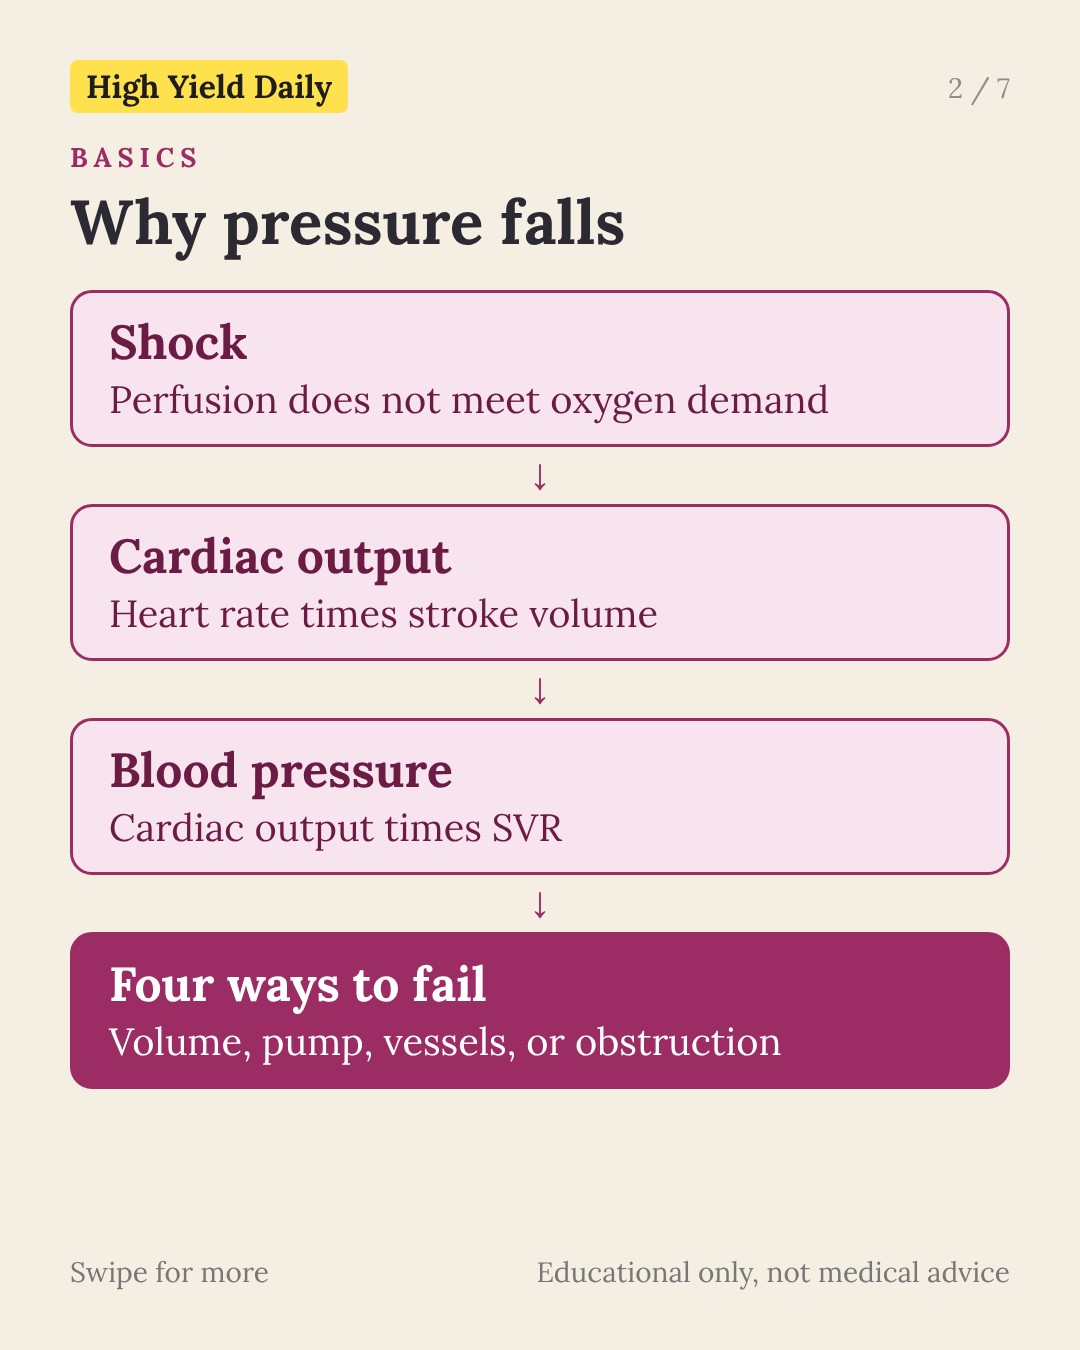 High Yield Daily
2 / 7
BASICS
Why pressure falls
Shock
Perfusion does not meet oxygen demand
↓
Cardiac output
Heart rate times stroke volume
↓
Blood pressure
Cardiac output times SVR
↓
Four ways to fail
Volume, pump, vessels, or obstruction
Swipe for more
Educational only, not medical advice